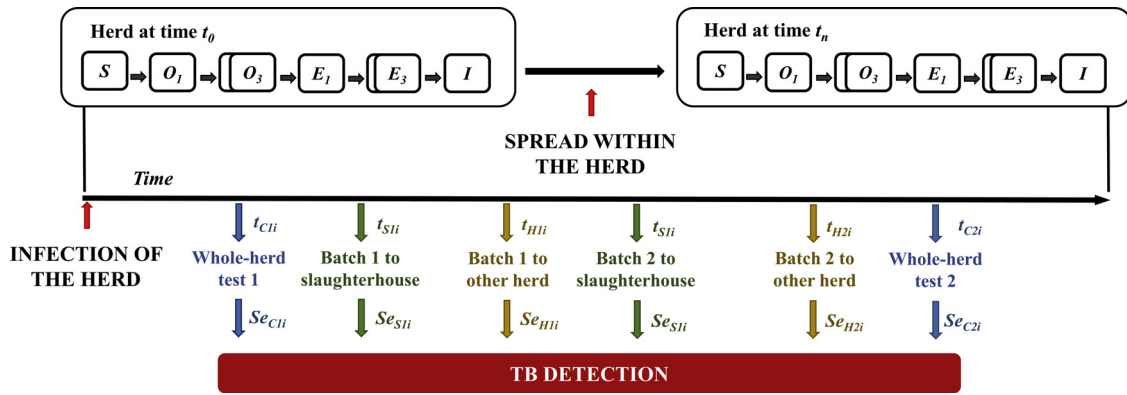 Herd at time t0
S O1 O3 E1 E3 I
Herd at time tn
S O1 O3 E1 E3 I
SPREAD WITHIN
THE HERD
Time
INFECTION OF
THE HERD
tC1i
Whole-herd
test 1
SeC1i
tS1i
Batch 1 to
slaughterhouse
SeS1i
tH1i
Batch 1 to
other herd
SeH1i
tS1i
Batch 2 to
slaughterhouse
SeS1i
tH2i
Batch 2 to
other herd
SeH2i
tC2i
Whole-herd
test 2
SeC2i
TB DETECTION